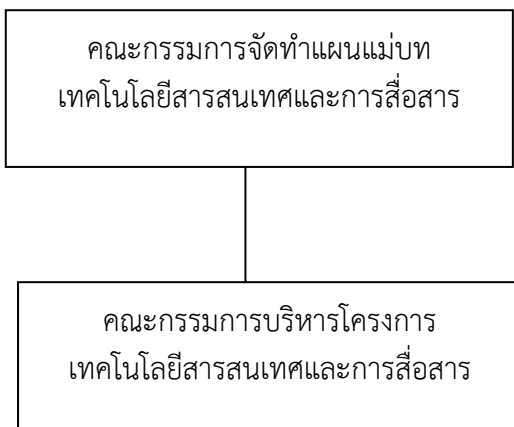 คณะกรรมการจัดทำแผนแม่บท
เทคโนโลยีสารสนเทศและการสื่อสาร
คณะกรรมการบริหารโครงการ
เทคโนโลยีสารสนเทศและการสื่อสาร